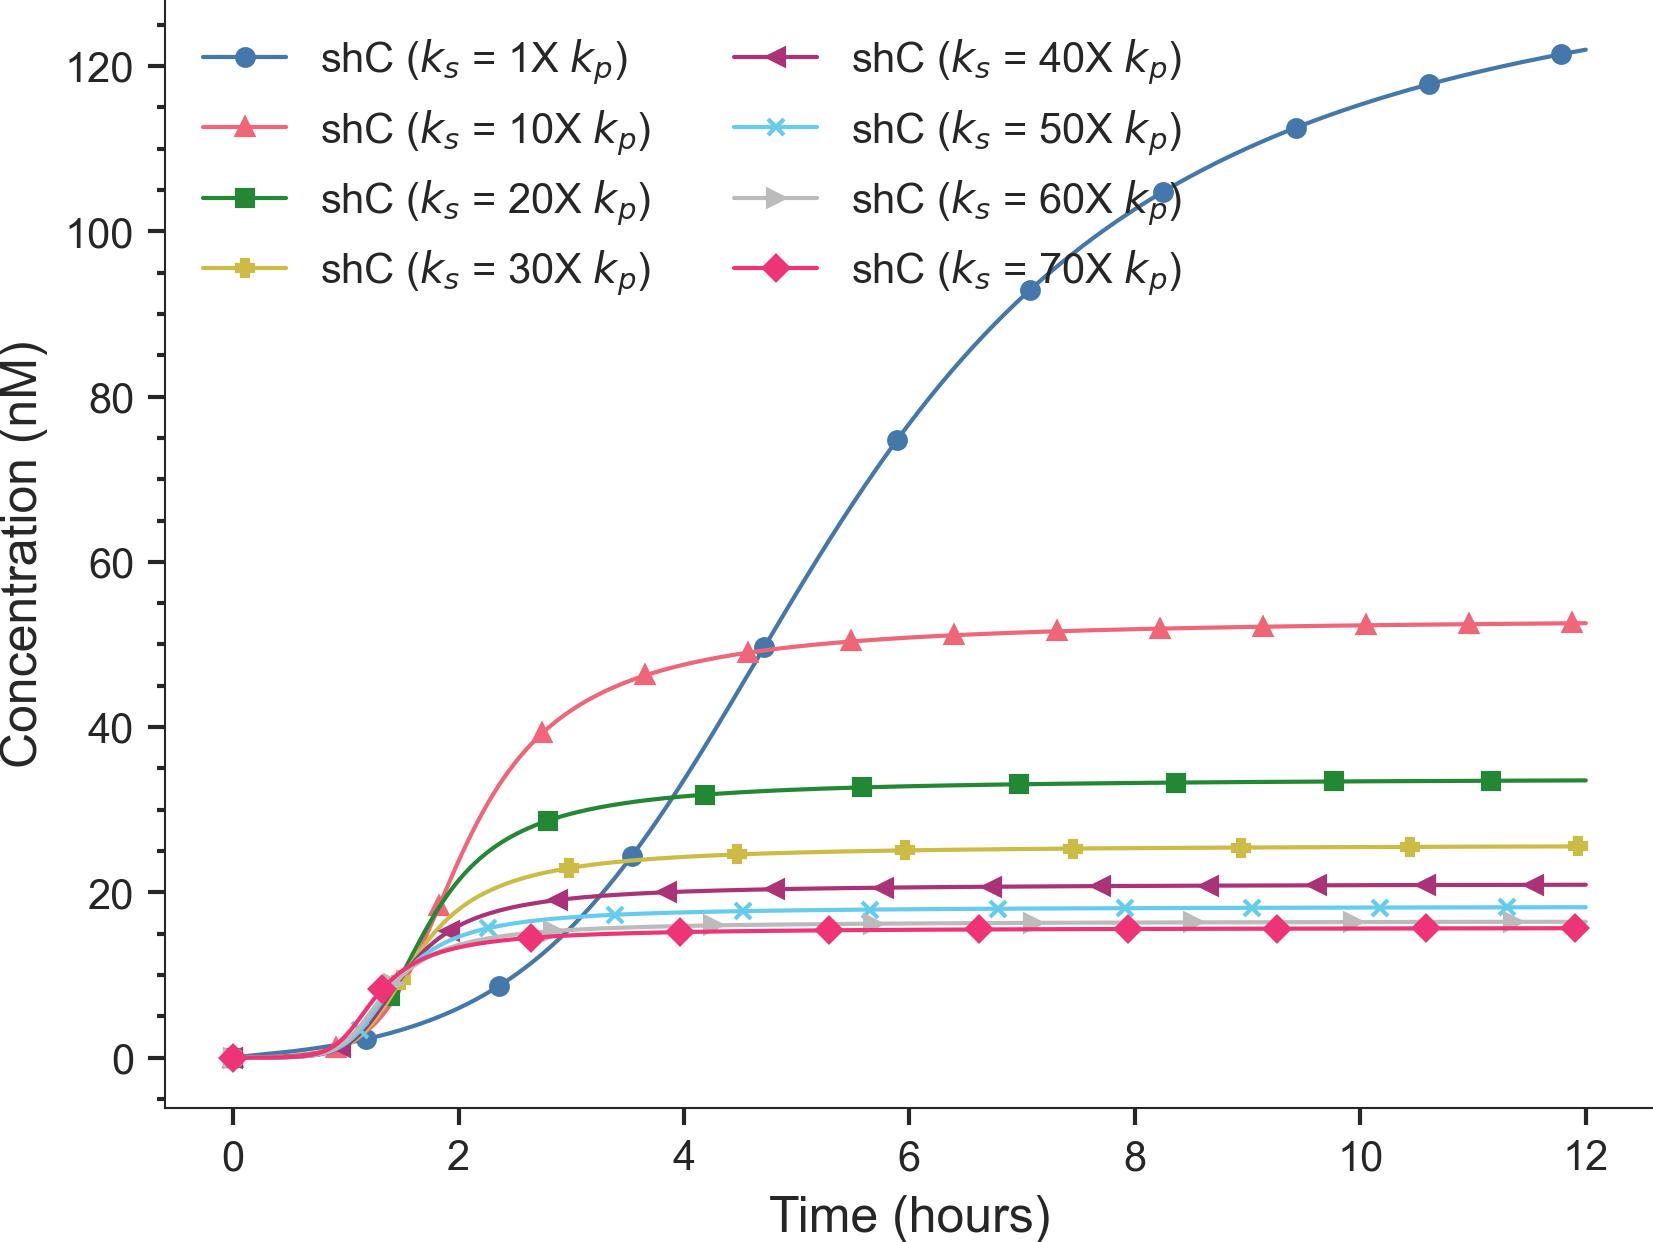 Concentration (nM)
120
100
80
60
40
20
0
shC (kₛ = 1X kₚ)
shC (kₛ = 10X kₚ)
shC (kₛ = 20X kₚ)
shC (kₛ = 30X kₚ)
shC (kₛ = 40X kₚ)
shC (kₛ = 50X kₚ)
shC (kₛ = 60X kₚ)
shC (kₛ = 70X kₚ)
0 2 4 6 8 10 12
Time (hours)